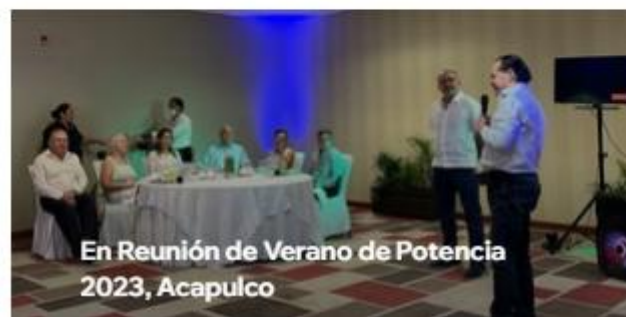 En Reunión de Verano de Potencia
2023, Acapulco